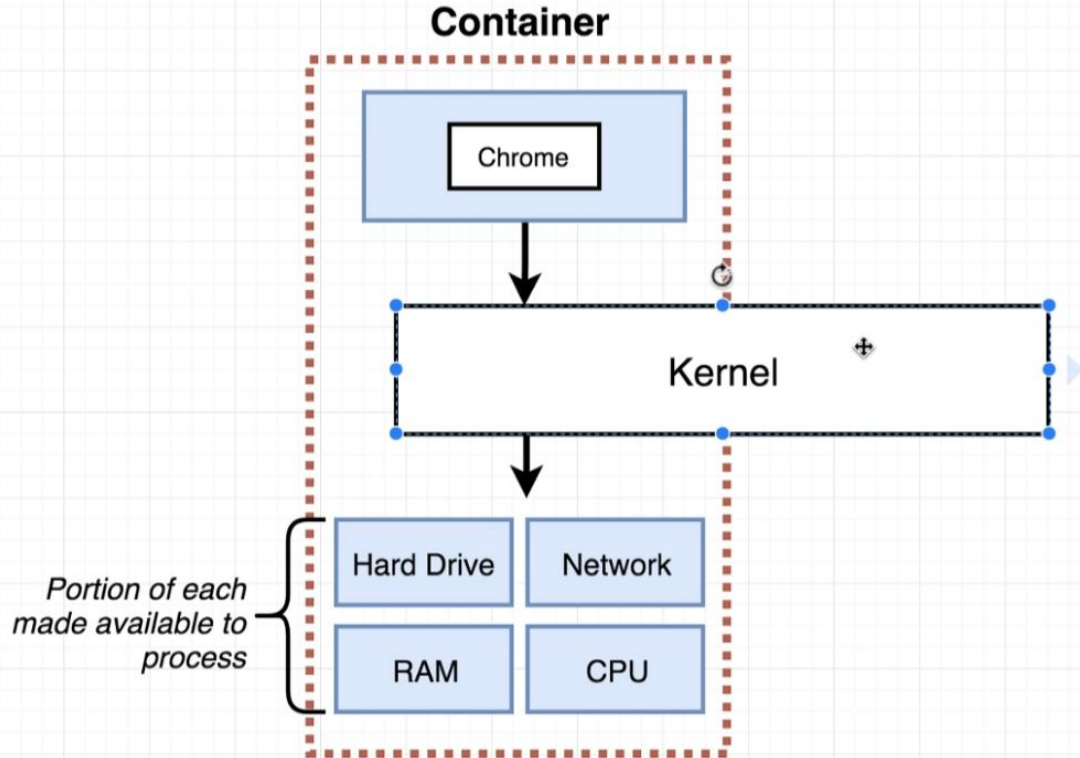 Container
Chrome
Kernel
Hard Drive
Network
Portion of each
made available to
process
RAM
CPU